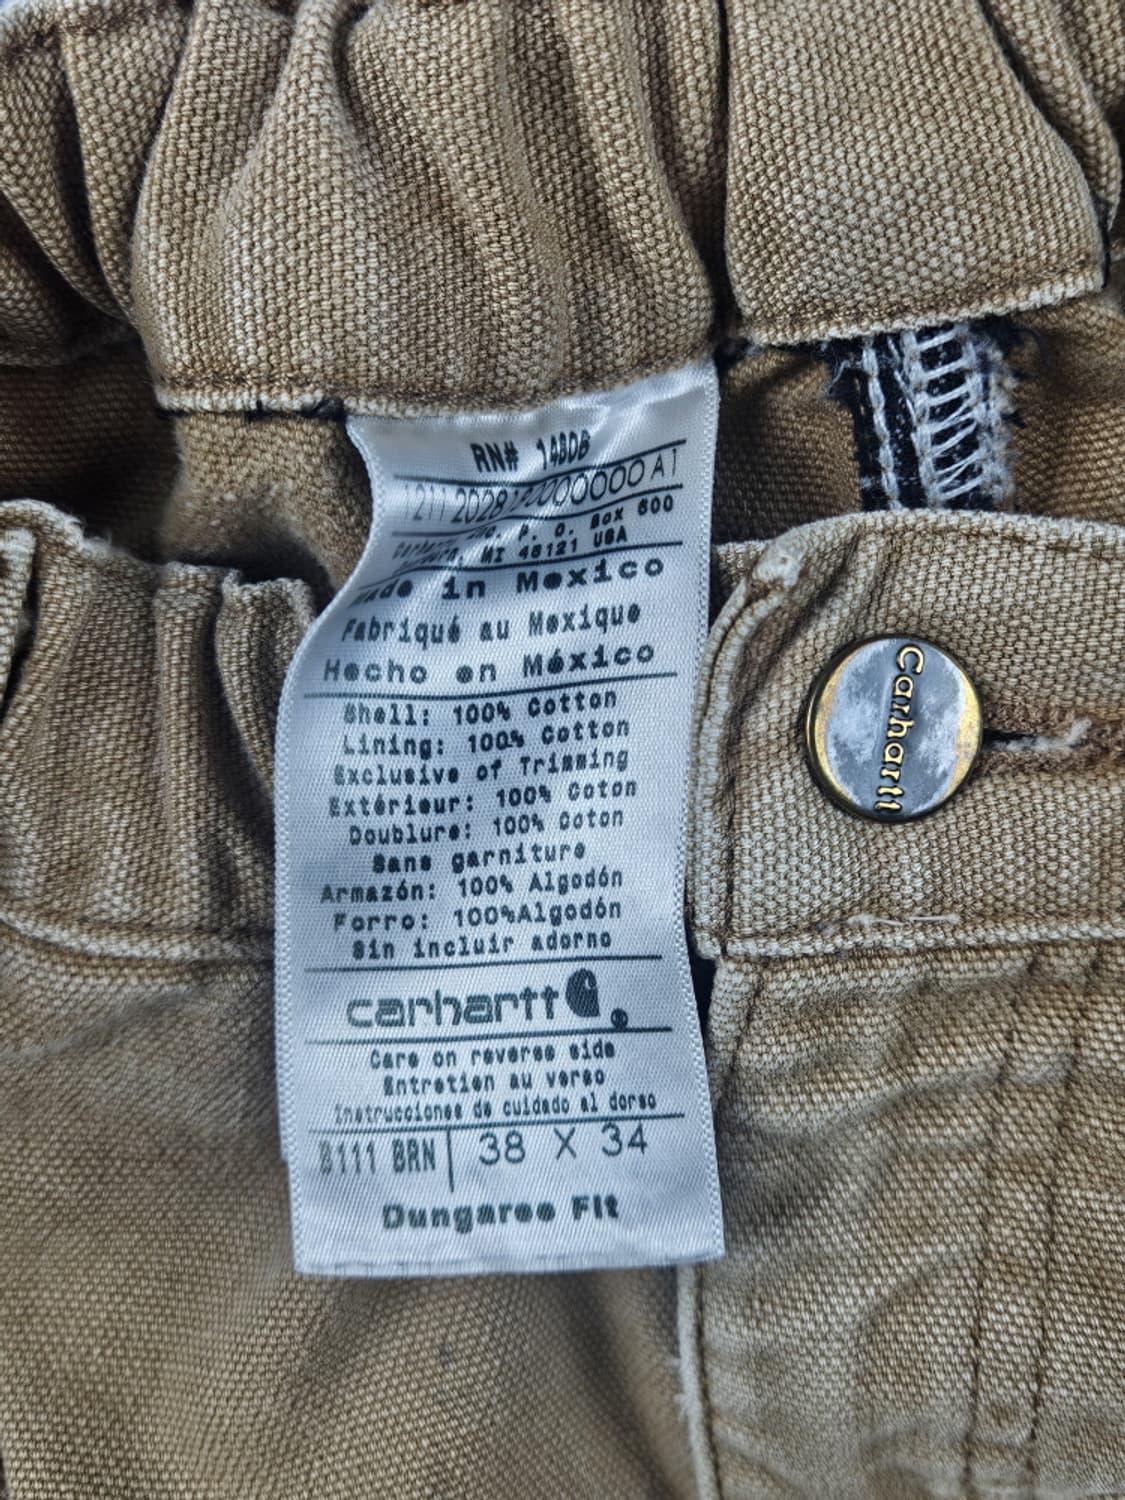 RN# 14806
1211 202812000000 A1
P. O. Box 600
MI 48121 USA
Made in Mexico
Fabriqué au Mexique
Hecho en México
Shell: 100% Cotton
Lining: 100% Cotton
Exclusive of Trimming
Extérieur: 100% Coton
Doublure: 100% Coton
Sans garniture
Armazón: 100% Algodón
Forro: 100%Algodón
Sin incluir adorno
carhartt
Care on reverse side
Entretien au verso
Instrucciones de cuidado al dorso
B111 BRN 38 X 34
Dungaree Fit
Carhartt